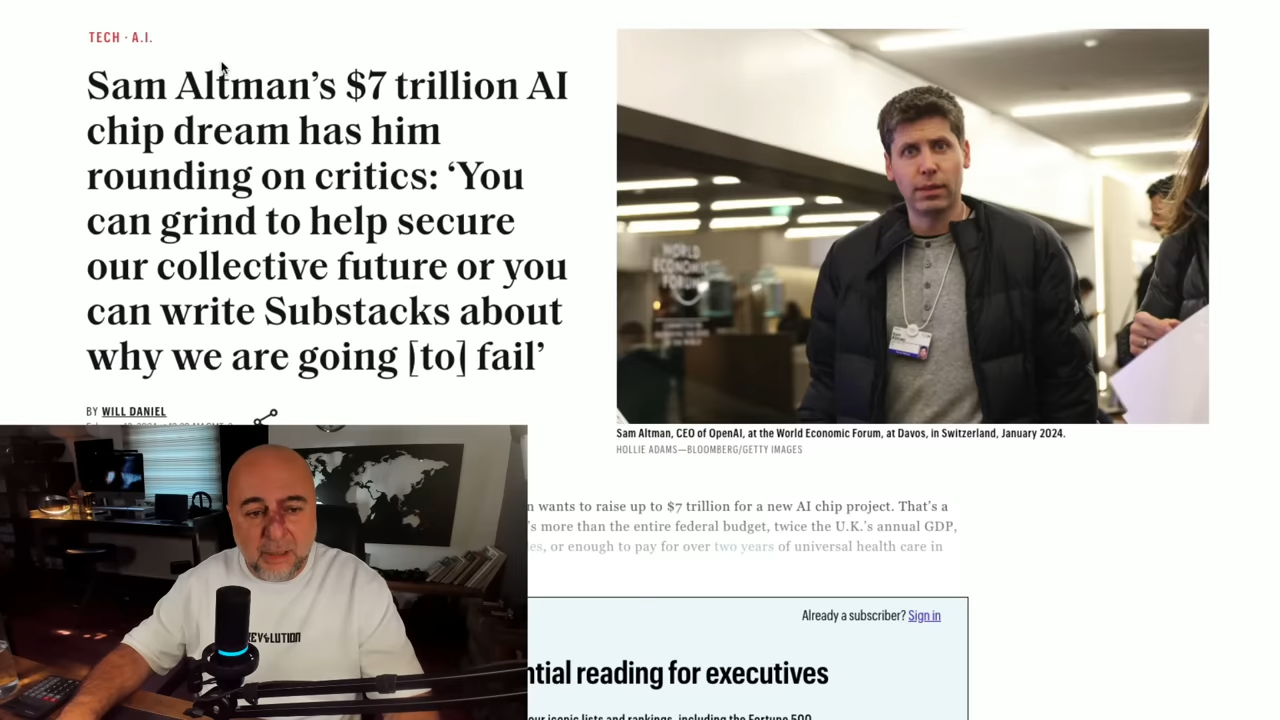 TECH · A.I.
Sam Altman's $7 trillion AI
chip dream has him
rounding on critics: 'You
can grind to help secure
our collective future or you
can write Substacks about
why we are going [to] fail'
BY WILL DANIEL
WORLD
ECONOMIC
FORUM
Sam Altman, CEO of OpenAI, at the World Economic Forum, at Davos, in Switzerland, January 2024.
HOLLIE ADAMS—BLOOMBERG/GETTY IMAGES
wants to raise up to $7 trillion for a new AI chip project. That's a
's more than the entire federal budget, twice the U.K.'s annual GDP,
or enough to pay for over two years of universal health care in
Already a subscriber? Sign in
ntial reading for executives
our iconic lists and rankings, including the Fortune 500